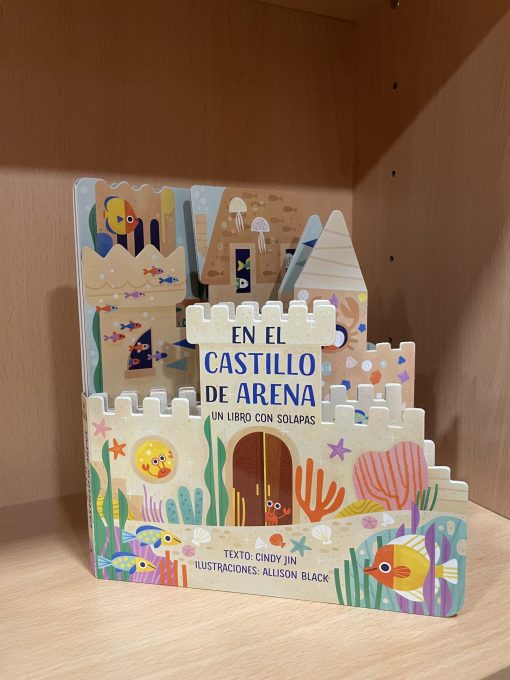 EN EL
CASTILLO
DE ARENA
UN LIBRO CON SOLAPAS
TEXTO: CINDY JIN
ILUSTRACIONES: ALLISON BLACK